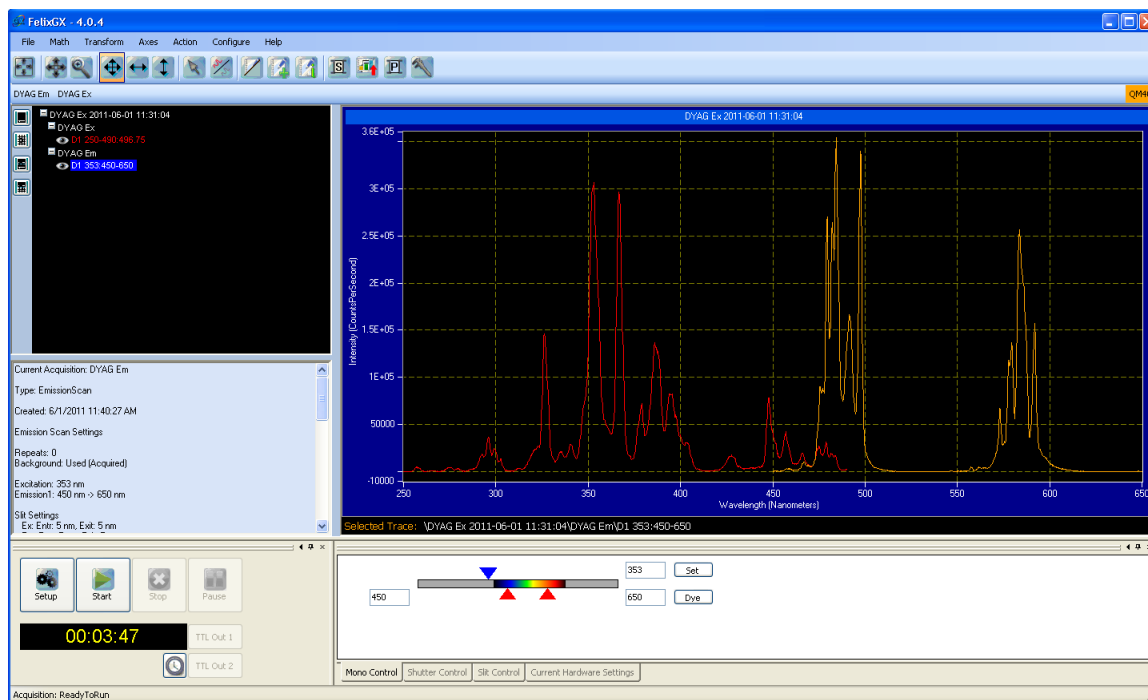 FelixGX - 4.0.4
File Math Transform Axes Action Configure Help
DYAG Em DYAG Ex
DYAG Ex 2011-06-01 11:31:04
DYAG Ex
D1 250-490:496.75
DYAG Em
D1 353:450-650
DYAG Ex 2011-06-01 11:31:04
3.6E+05
3E+05
2.5E+05
2E+05
1.5E+05
1E+05
50000
-10000
Intensity (CountsPerSecond)
250 300 350 400 450 500 550 600 650
Wavelength (Nanometers)
Selected Trace: \DYAG Ex 2011-06-01 11:31:04\DYAG Em\D1 353:450-650
Current Acquisition: DYAG Em
Type: EmissionScan
Created: 6/1/2011 11:40:27 AM
Emission Scan Settings
Repeats: 0
Background: Used (Acquired)
Excitation: 353 nm
Emission1: 450 nm -> 650 nm
Slit Settings
Ex: Entr: 5 nm, Exit: 5 nm
Setup Start Stop Pause
00:03:47
TTL Out 1
TTL Out 2
353 Set
450 650 Dye
Mono Control Shutter Control Slit Control Current Hardware Settings
Acquisition: ReadyToRun